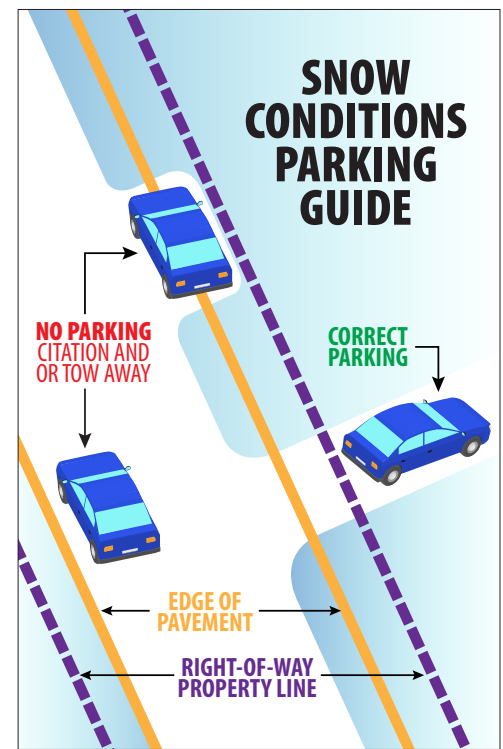 SNOW
CONDITIONS
PARKING
GUIDE
NO PARKING
CITATION AND
OR TOW AWAY
CORRECT
PARKING
EDGE OF
PAVEMENT
RIGHT-OF-WAY
PROPERTY LINE